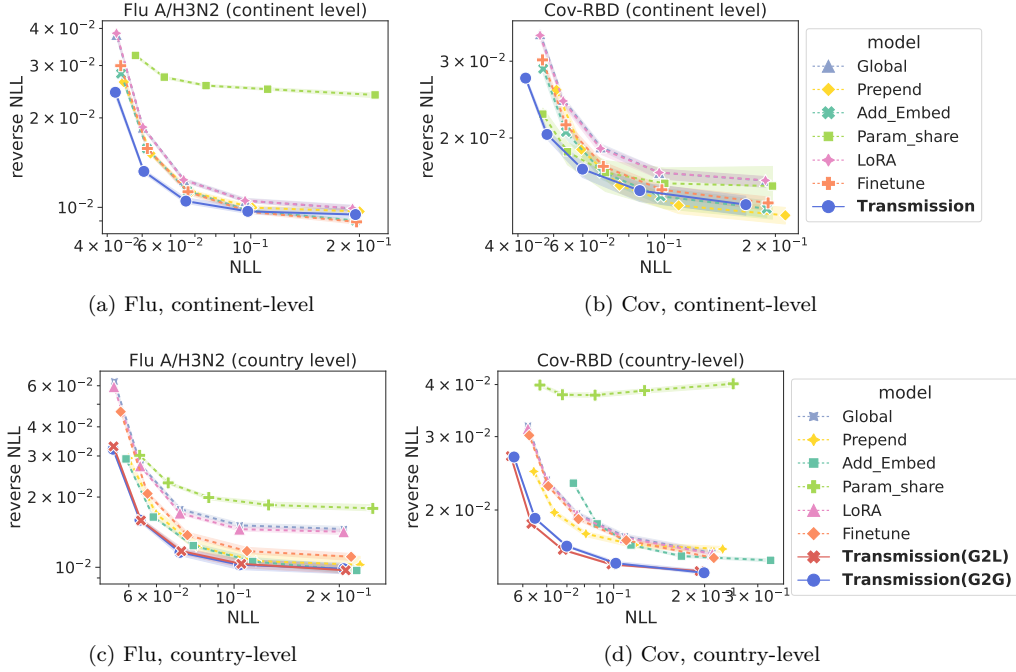 Flu A/H3N2 (continent level)
reverse NLL
4 × 10⁻²
3 × 10⁻²
2 × 10⁻²
10⁻²
4 × 10⁻²
6 × 10⁻²
10⁻¹
2 × 10⁻¹
NLL
(a) Flu, continent-level
Cov-RBD (continent level)
reverse NLL
3 × 10⁻²
2 × 10⁻²
4 × 10⁻²
6 × 10⁻²
10⁻¹
2 × 10⁻¹
NLL
(b) Cov, continent-level
model
Global
Prepend
Add_Embed
Param_share
LoRA
Finetune
Transmission
Flu A/H3N2 (country level)
reverse NLL
6 × 10⁻²
4 × 10⁻²
3 × 10⁻²
2 × 10⁻²
10⁻²
6 × 10⁻²
10⁻¹
2 × 10⁻¹
NLL
(c) Flu, country-level
Cov-RBD (country-level)
reverse NLL
4 × 10⁻²
3 × 10⁻²
2 × 10⁻²
6 × 10⁻²
10⁻¹
2 × 10⁻¹
3 × 10⁻¹
NLL
(d) Cov, country-level
model
Global
Prepend
Add_Embed
Param_share
LoRA
Finetune
Transmission(G2L)
Transmission(G2G)